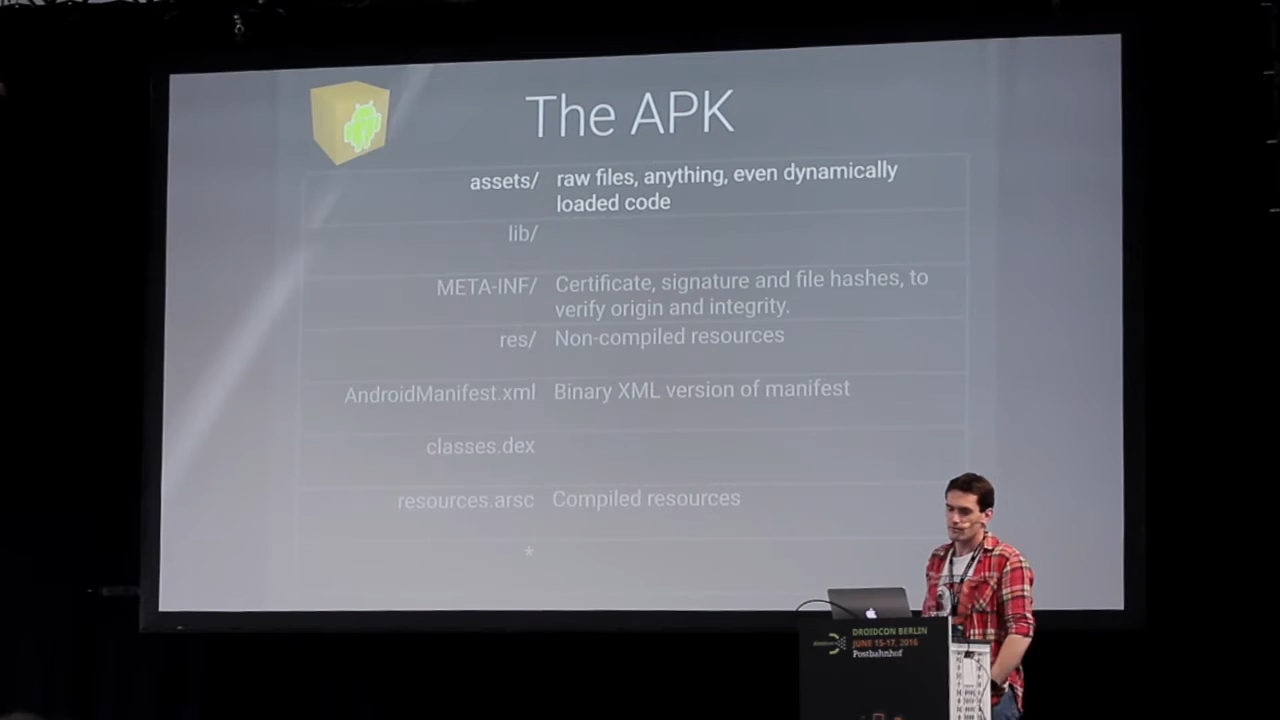 The APK
assets/ raw files, anything, even dynamically
loaded code
lib/
META-INF/ Certificate, signature and file hashes, to
verify origin and integrity.
res/ Non-compiled resources
AndroidManifest.xml Binary XML version of manifest
classes.dex
resources.arsc Compiled resources
*
droidcon
DROIDCON BERLIN
JUNE 15-17, 2016
Postbahnhof